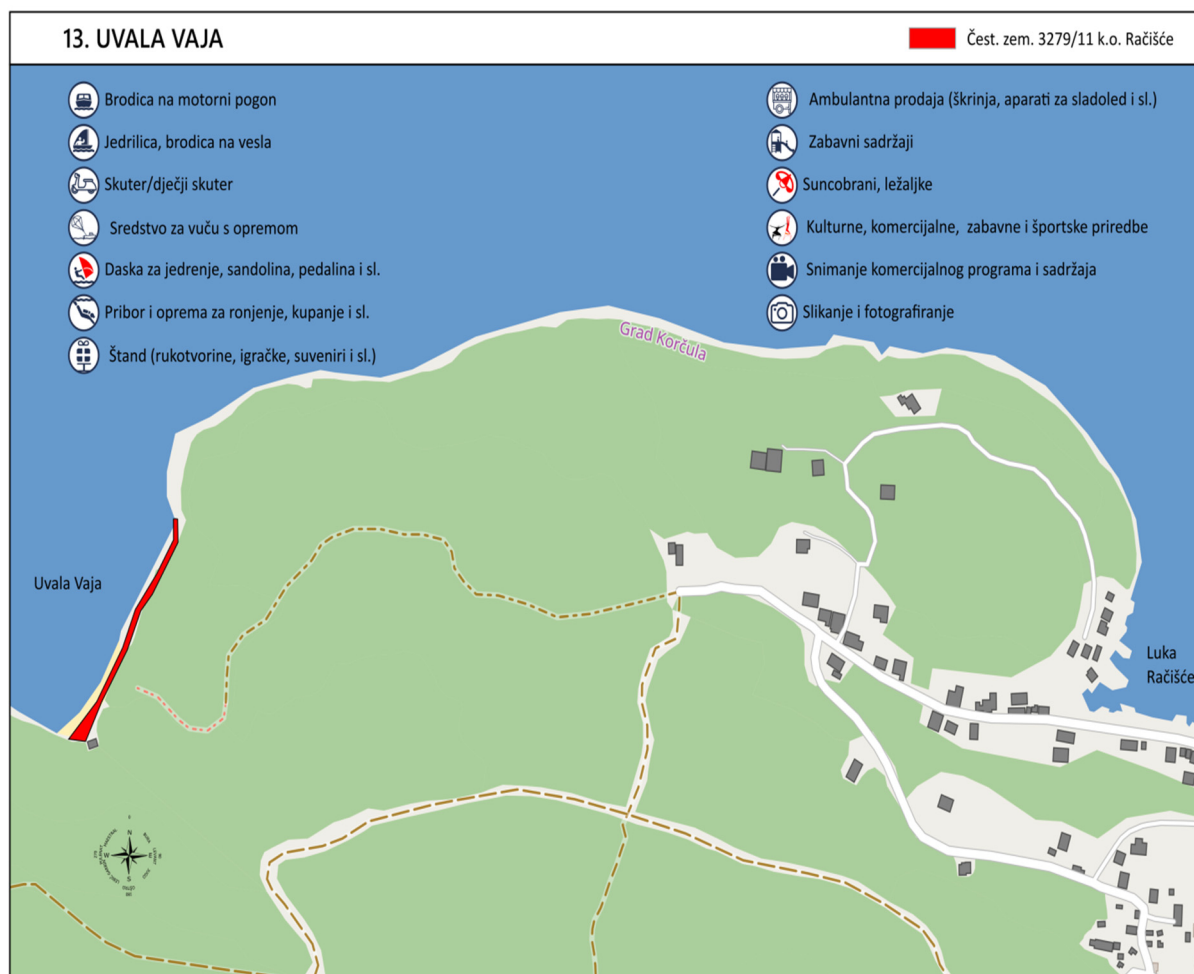 13. UVALA VAJA
Čest. zem. 3279/11 k.o. Račišće
Brodica na motorni pogon
Jedrilica, brodica na vesla
Skuter/dječji skuter
Sredstvo za vuču s opremom
Daska za jedrenje, sandolina, pedalina i sl.
Pribor i oprema za ronjenje, kupanje i sl.
Štand (rukotvorine, igračke, suveniri i sl.)
Ambulantna prodaja (škrinja, aparati za sladoled i sl.)
Zabavni sadržaji
Suncobrani, ležaljke
Kulturne, komercijalne, zabavne i športske priredbe
Snimanje komercijalnog programa i sadržaja
Slikanje i fotografiranje
Grad Korčula
Uvala Vaja
Luka
Račišće
N
W
S